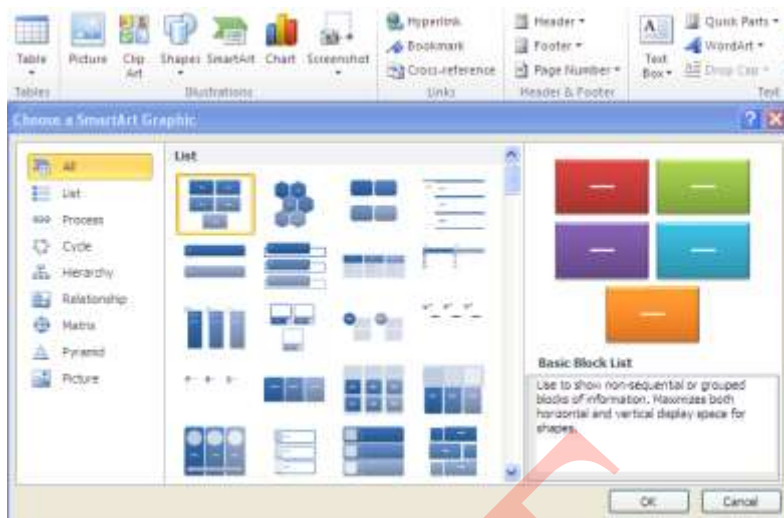 Hyperlink
Header
Quick Parts
Bookmark
Footer
WordArt
Table
Picture
Clip Art
Shapes
SmartArt
Chart
Screenshot
Cross-reference
Page Number
Text Box
Drop Cap
Tables
Illustrations
Links
Header & Footer
Text
Choose a SmartArt Graphic
All
List
Process
Cycle
Hierarchy
Relationship
Matrix
Pyramid
Picture
List
Basic Block List
Use to show non-sequential or grouped
blocks of information. Maximizes both
horizontal and vertical display space for
shapes.
OK
Cancel